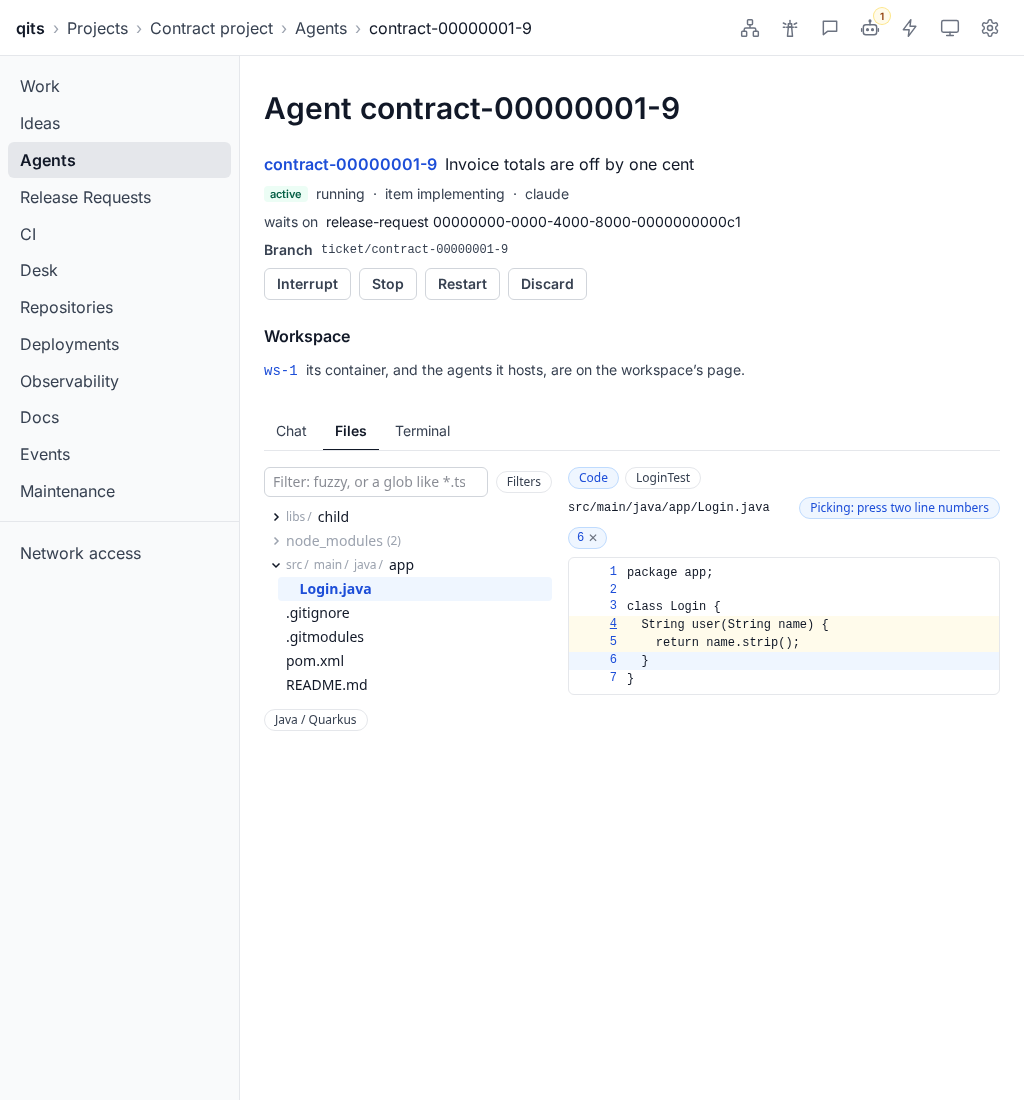 qits › Projects › Contract project › Agents › contract-00000001-9
1
Work
Ideas
Agents
Release Requests
CI
Desk
Repositories
Deployments
Observability
Docs
Events
Maintenance
Network access
Agent contract-00000001-9
contract-00000001-9 Invoice totals are off by one cent
active running · item implementing · claude
waits on release-request 00000000-0000-4000-8000-0000000000c1
Branch ticket/contract-00000001-9
Interrupt Stop Restart Discard
Workspace
ws-1 its container, and the agents it hosts, are on the workspace’s page.
Chat Files Terminal
Filter: fuzzy, or a glob like *.ts Filters
libs/ child
node_modules (2)
src/ main/ java/ app
Login.java
.gitignore
.gitmodules
pom.xml
README.md
Java / Quarkus
Code LoginTest
src/main/java/app/Login.java Picking: press two line numbers
6 ✕
1 package app;
2
3 class Login {
4 String user(String name) {
5 return name.strip();
6 }
7 }